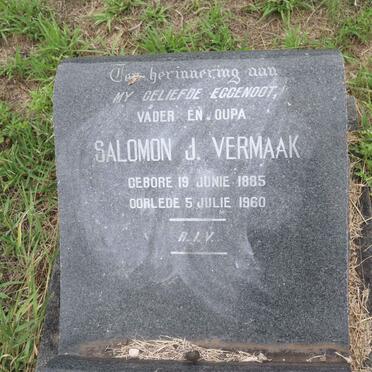 Ter herinnering aan
MY GELIEFDE EGGENOOT,
VADER EN OUPA
SALOMON J. VERMAAK
GEBORE 19 JUNIE 1885
OORLEDE 5 JULIE 1960
R.I.V.